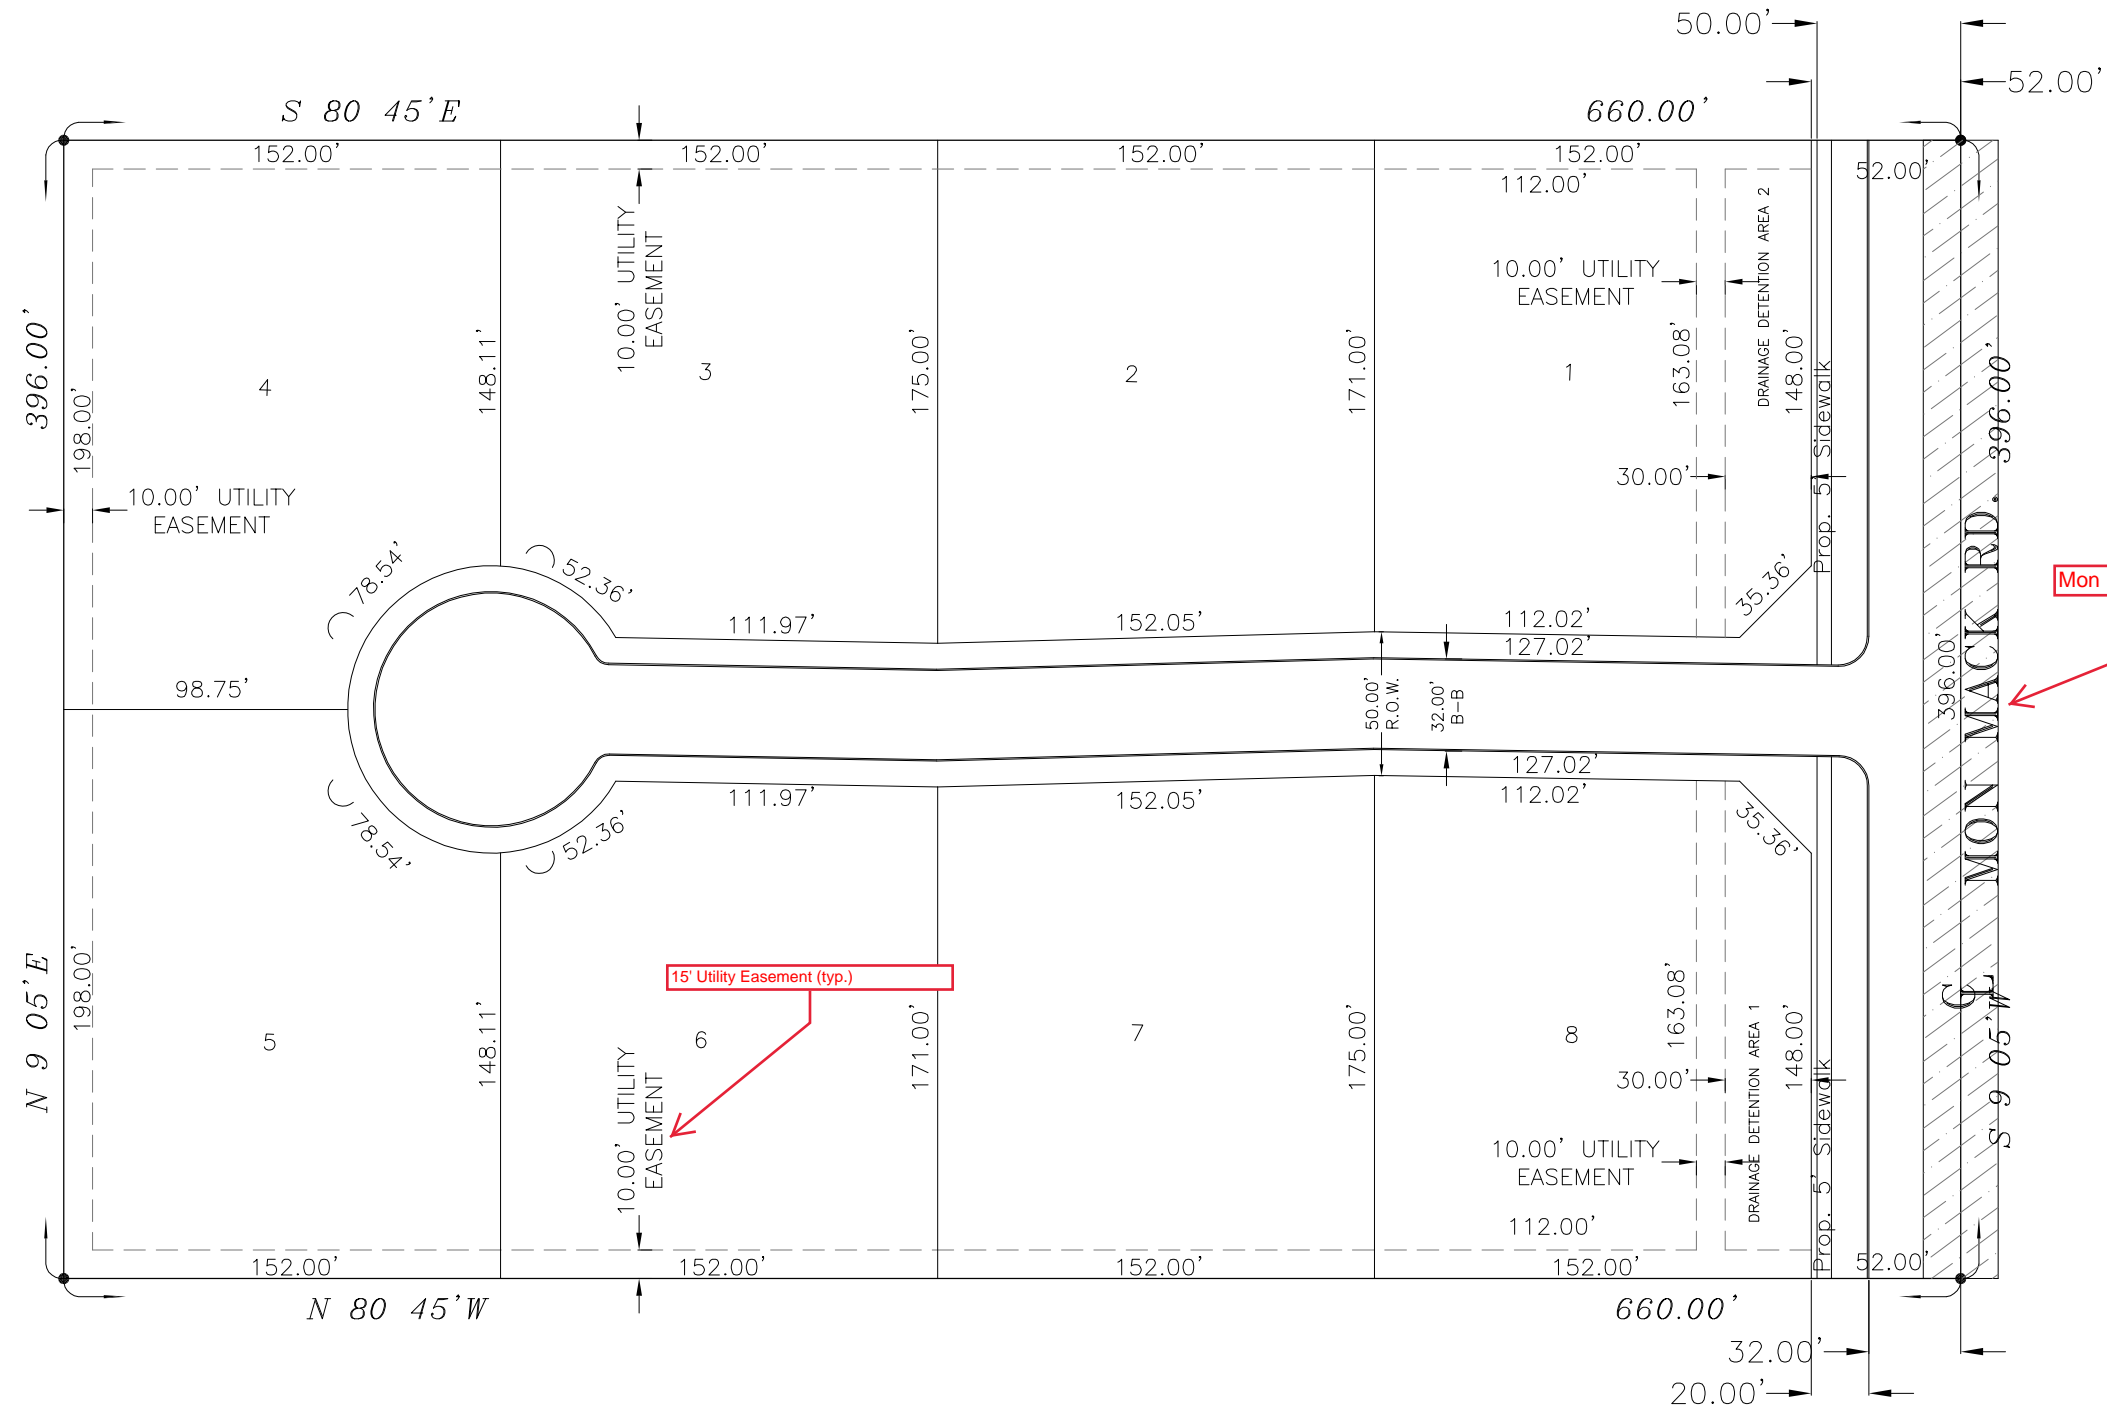 50.00'
52.00'
S 80 45'E
660.00'
152.00'
152.00'
152.00'
152.00'
52.00'
112.00'
10.00' UTILITY
EASEMENT
10.00' UTILITY
EASEMENT
DRAINAGE DETENTION AREA 2
396.00'
198.00'
4
148.11'
3
175.00'
2
171.00'
1
163.08'
148.00'
Prop. 5' Sidewalk
396.00'
30.00'
10.00' UTILITY
EASEMENT
78.54'
52.36'
35.36'
Mon
111.97'
152.05'
112.02'
127.02'
98.75'
50.00'
R.O.W.
32.00'
B-B
396.00'
MON MACK RD.
CL
127.02'
111.97'
152.05'
112.02'
78.54'
52.36'
35.36'
15' Utility Easement (typ.)
N 9 05'E
198.00'
5
148.11'
6
171.00'
7
175.00'
8
163.08'
148.00'
S 9 05'W
30.00'
10.00' UTILITY
EASEMENT
10.00' UTILITY
EASEMENT
DRAINAGE DETENTION AREA 1
Prop. 5' Sidewalk
112.00'
152.00'
152.00'
152.00'
152.00'
52.00'
N 80 45'W
660.00'
32.00'
20.00'